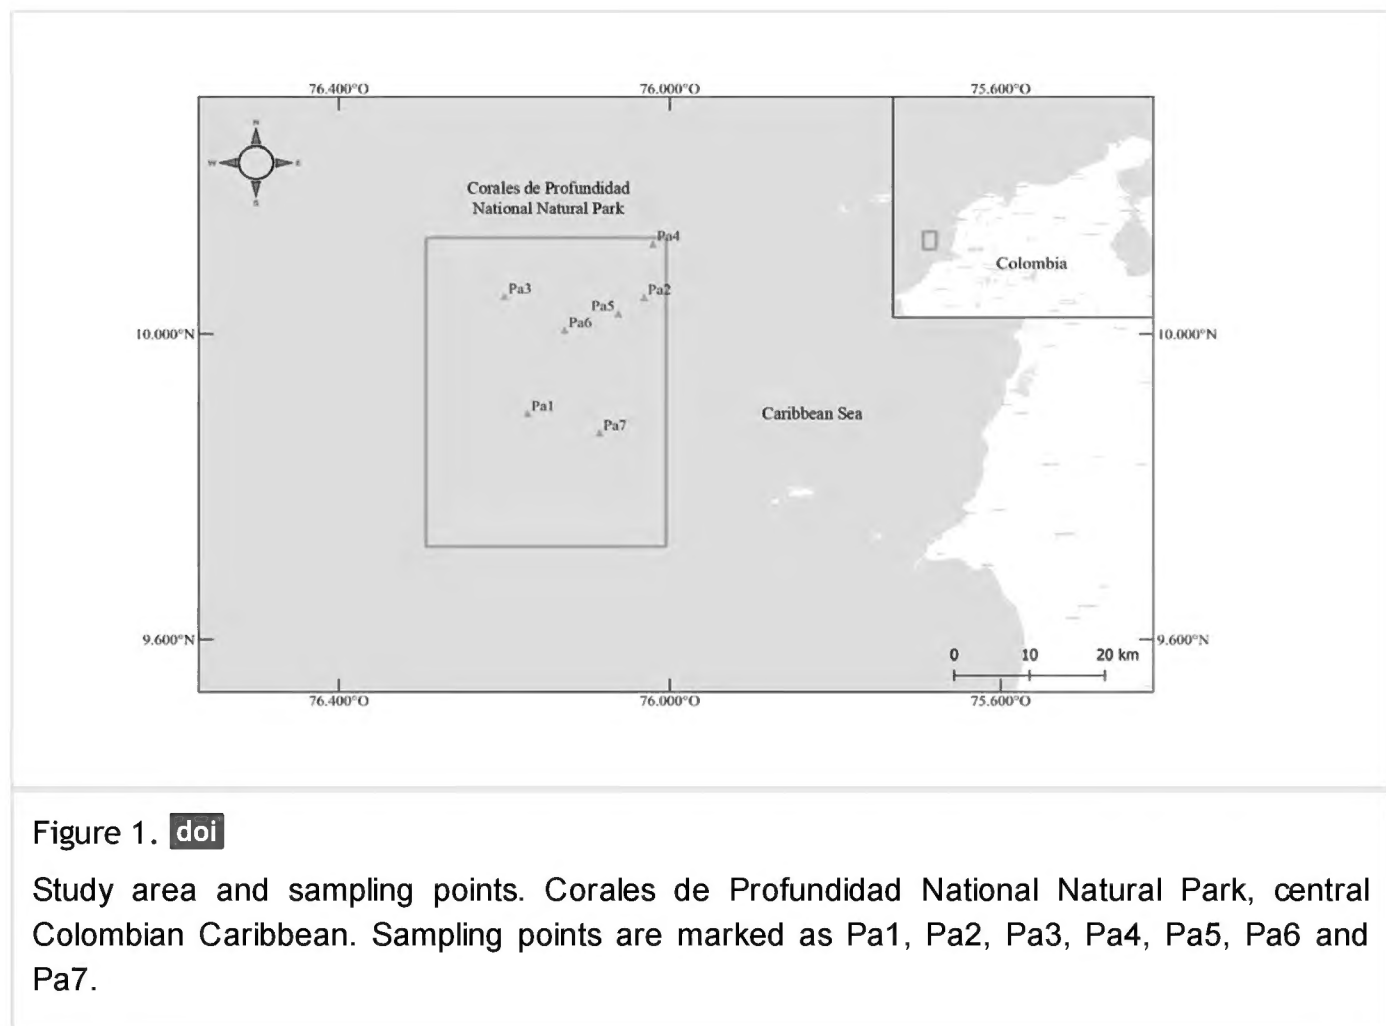 76.400°O 76.000°O 75.600°O
N
W E
S
Corales de Profundidad
National Natural Park
Pa4
Pa3
Pa2
Pa5
Pa6
Colombia
10.000°N 10.000°N
Pa1
Pa7
Caribbean Sea
9.600°N 9.600°N
0 10 20 km
76.400°O 76.000°O 75.600°O
Figure 1. doi
Study area and sampling points. Corales de Profundidad National Natural Park, central
Colombian Caribbean. Sampling points are marked as Pa1, Pa2, Pa3, Pa4, Pa5, Pa6 and
Pa7.